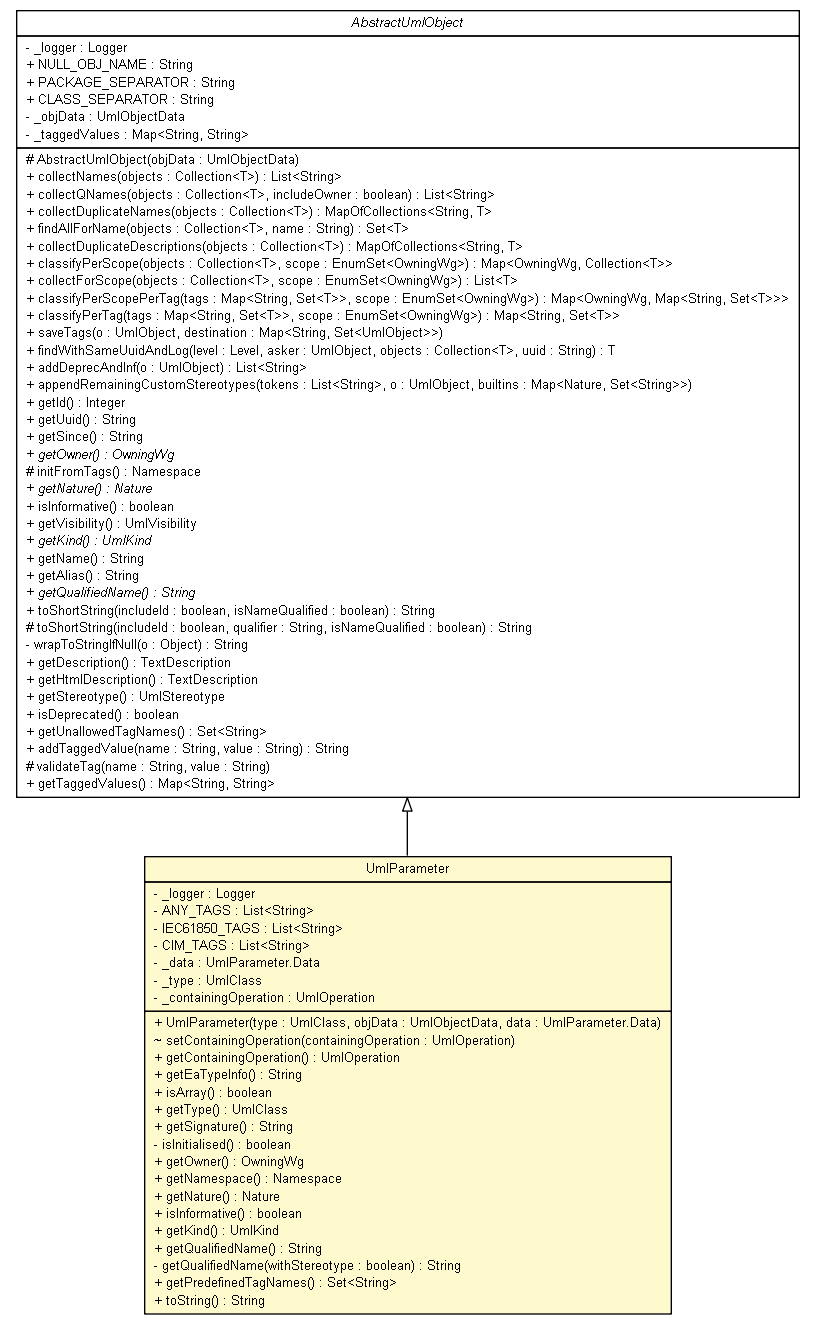 AbstractUmlObject
- _logger : Logger
+ NULL_OBJ_NAME : String
+ PACKAGE_SEPARATOR : String
+ CLASS_SEPARATOR : String
- _objData : UmlObjectData
- _taggedValues : Map<String, String>
# AbstractUmlObject(objData : UmlObjectData)
+ collectNames(objects : Collection<T>) : List<String>
+ collectQNames(objects : Collection<T>, includeOwner : boolean) : List<String>
+ collectDuplicateNames(objects : Collection<T>) : MapOfCollections<String, T>
+ findAllForName(objects : Collection<T>, name : String) : Set<T>
+ collectDuplicateDescriptions(objects : Collection<T>) : MapOfCollections<String, T>
+ classifyPerScope(objects : Collection<T>, scope : EnumSet<OwningWg>) : Map<OwningWg, Collection<T>>
+ collectForScope(objects : Collection<T>, scope : EnumSet<OwningWg>) : List<T>
+ classifyPerScopePerTag(tags : Map<String, Set<T>>, scope : EnumSet<OwningWg>) : Map<OwningWg, Map<String, Set<T>>>
+ classifyPerTag(tags : Map<String, Set<T>>, scope : EnumSet<OwningWg>) : Map<String, Set<T>>
+ saveTags(o : UmlObject, destination : Map<String, Set<UmlObject>>)
+ findWithSameUuidAndLog(level : Level, asker : UmlObject, objects : Collection<T>, uuid : String) : T
+ addDeprecAndInf(o : UmlObject) : List<String>
+ appendRemainingCustomStereotypes(tokens : List<String>, o : UmlObject, builtins : Map<Nature, Set<String>>)
+ getId() : Integer
+ getUuid() : String
+ getSince() : String
+ getOwner() : OwningWg
# initFromTags() : Namespace
+ getNature() : Nature
+ isInformative() : boolean
+ getVisibility() : UmlVisibility
+ getKind() : UmlKind
+ getName() : String
+ getAlias() : String
+ getQualifiedName() : String
+ toShortString(includeId : boolean, isNameQualified : boolean) : String
# toShortString(includeId : boolean, qualifier : String, isNameQualified : boolean) : String
- wrapToStringIfNull(o : Object) : String
+ getDescription() : TextDescription
+ getHtmlDescription() : TextDescription
+ getStereotype() : UmlStereotype
+ isDeprecated() : boolean
+ getUnallowedTagNames() : Set<String>
+ addTaggedValue(name : String, value : String) : String
# validateTag(name : String, value : String)
+ getTaggedValues() : Map<String, String>
UmlParameter
- _logger : Logger
- ANY_TAGS : List<String>
- IEC61850_TAGS : List<String>
- CIM_TAGS : List<String>
- _data : UmlParameter.Data
- _type : UmlClass
- _containingOperation : UmlOperation
+ UmlParameter(type : UmlClass, objData : UmlObjectData, data : UmlParameter.Data)
~ setContainingOperation(containingOperation : UmlOperation)
+ getContainingOperation() : UmlOperation
+ getEaTypeInfo() : String
+ isArray() : boolean
+ getType() : UmlClass
+ getSignature() : String
- isInitialised() : boolean
+ getOwner() : OwningWg
+ getNamespace() : Namespace
+ getNature() : Nature
+ isInformative() : boolean
+ getKind() : UmlKind
+ getQualifiedName() : String
- getQualifiedName(withStereotype : boolean) : String
+ getPredefinedTagNames() : Set<String>
+ toString() : String